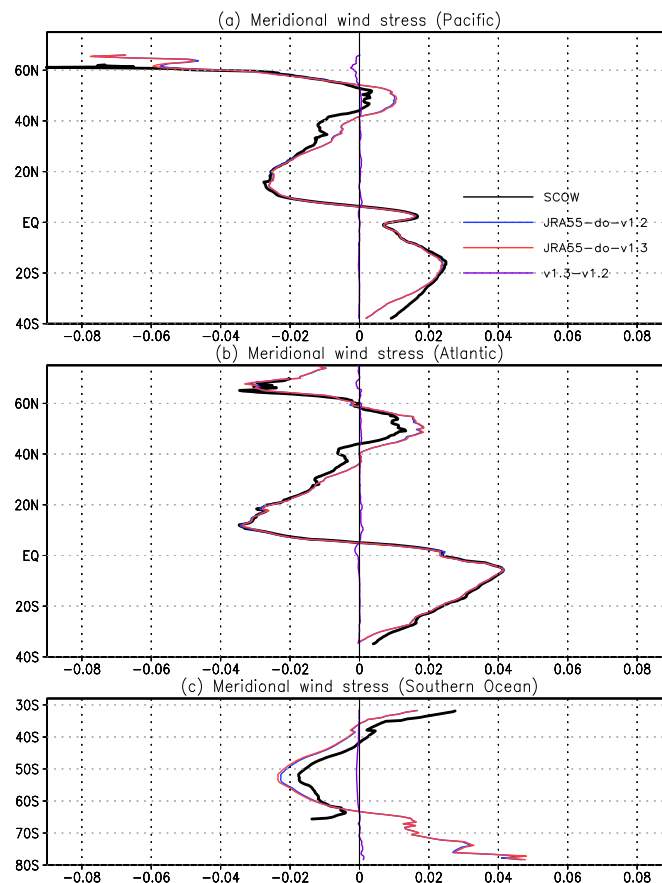 (a) Meridional wind stress (Pacific)
60N
40N
20N
EQ
20S
40S
SCOW
JRA55-do-v1.2
JRA55-do-v1.3
v1.3-v1.2
-0.08 -0.06 -0.04 -0.02 0 0.02 0.04 0.06 0.08
(b) Meridional wind stress (Atlantic)
60N
40N
20N
EQ
20S
40S
-0.08 -0.06 -0.04 -0.02 0 0.02 0.04 0.06 0.08
(c) Meridional wind stress (Southern Ocean)
30S
40S
50S
60S
70S
80S
-0.08 -0.06 -0.04 -0.02 0 0.02 0.04 0.06 0.08